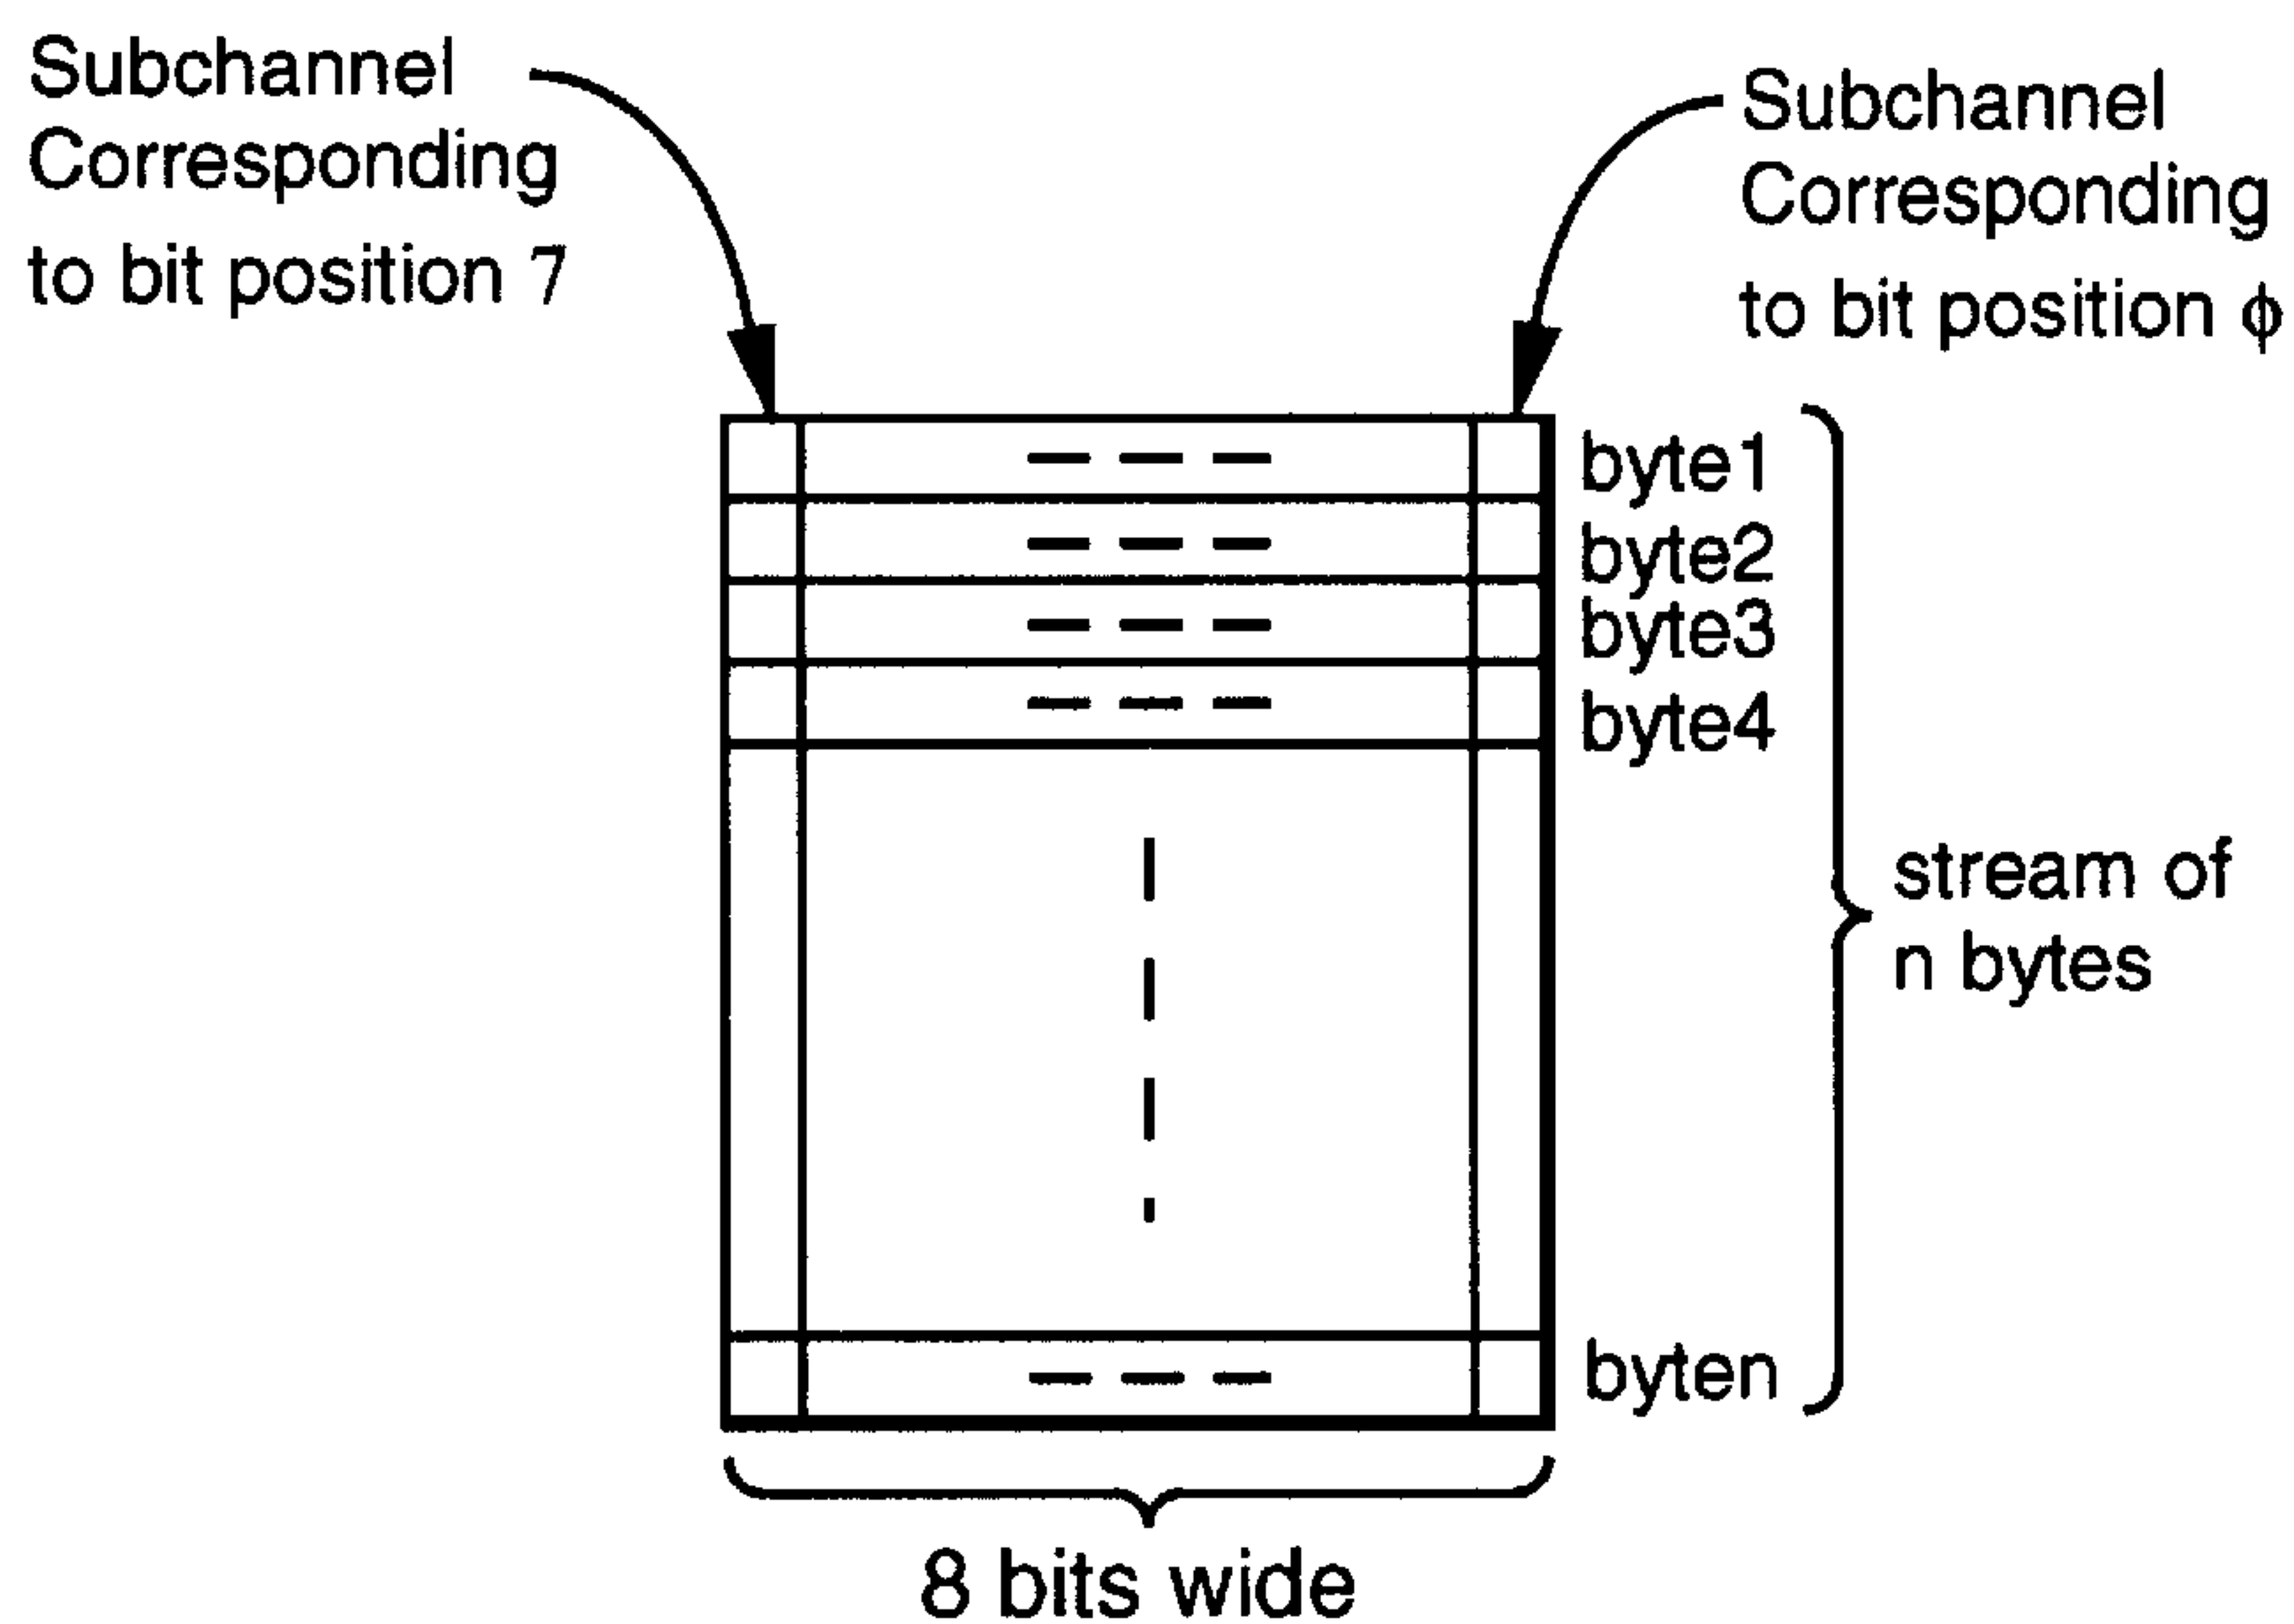 Subchannel
Corresponding
to bit position 7
Subchannel
Corresponding
to bit position ϕ
byte1
byte2
byte3
byte4
stream of
n bytes
byten
8 bits wide